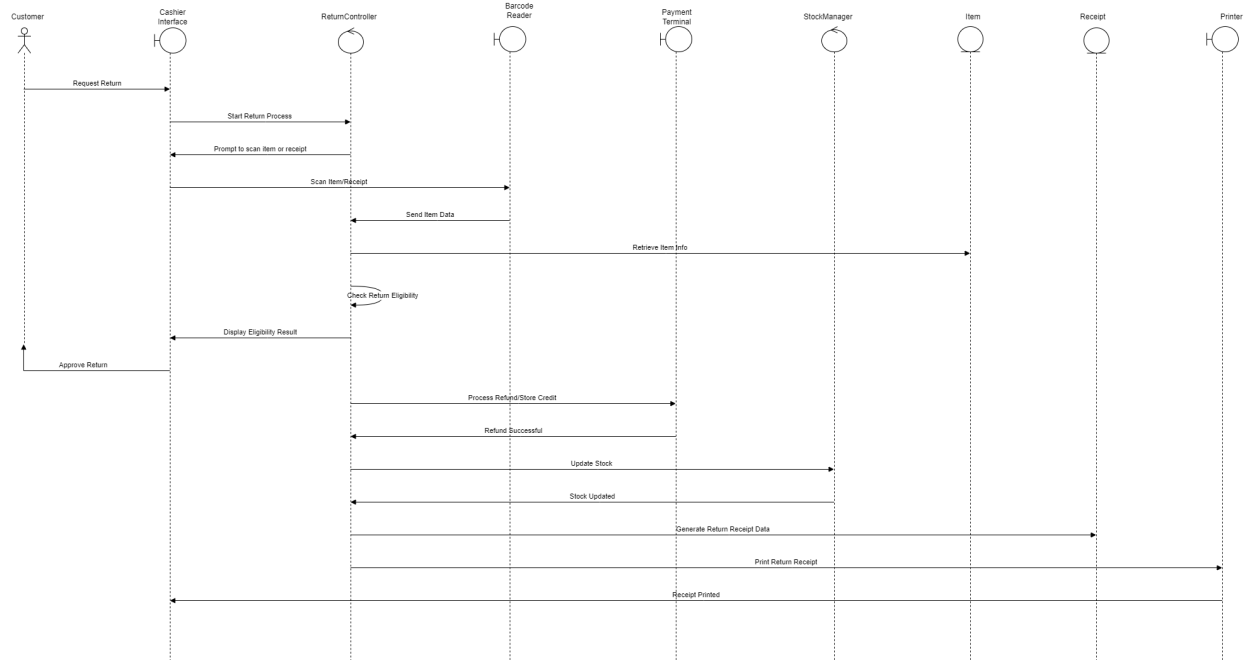 Customer
Cashier
Interface
ReturnController
Barcode
Reader
Payment
Terminal
StockManager
Item
Receipt
Printer
Request Return
Start Return Process
Prompt to scan item or receipt
Scan Item/Receipt
Send Item Data
Retrieve Item Info
Check Return Eligibility
Display Eligibility Result
Approve Return
Process Refund/Store Credit
Refund Successful
Update Stock
Stock Updated
Generate Return Receipt Data
Print Return Receipt
Receipt Printed